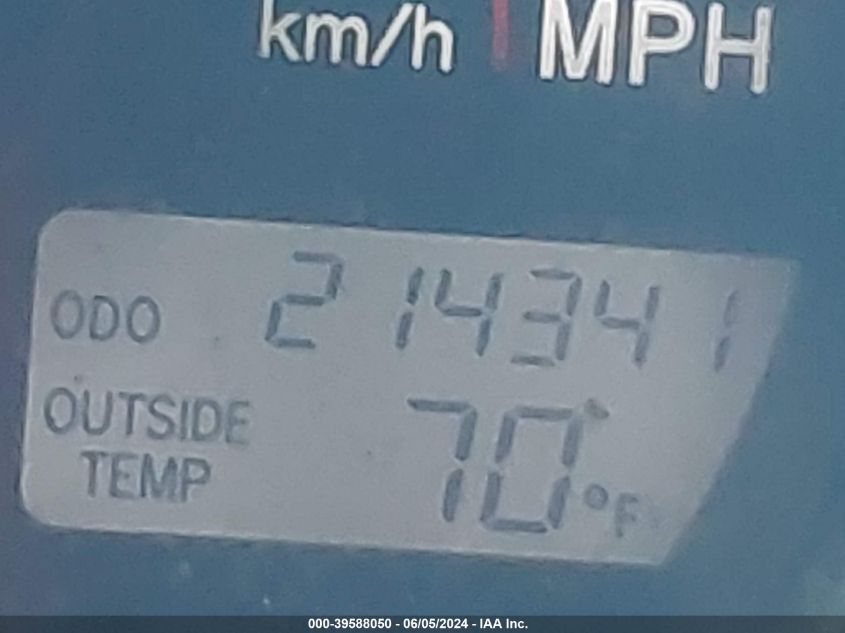 km/h MPH
ODO 214341
OUTSIDE 70 °F
TEMP
000-39588050 - 06/05/2024 - IAA Inc.